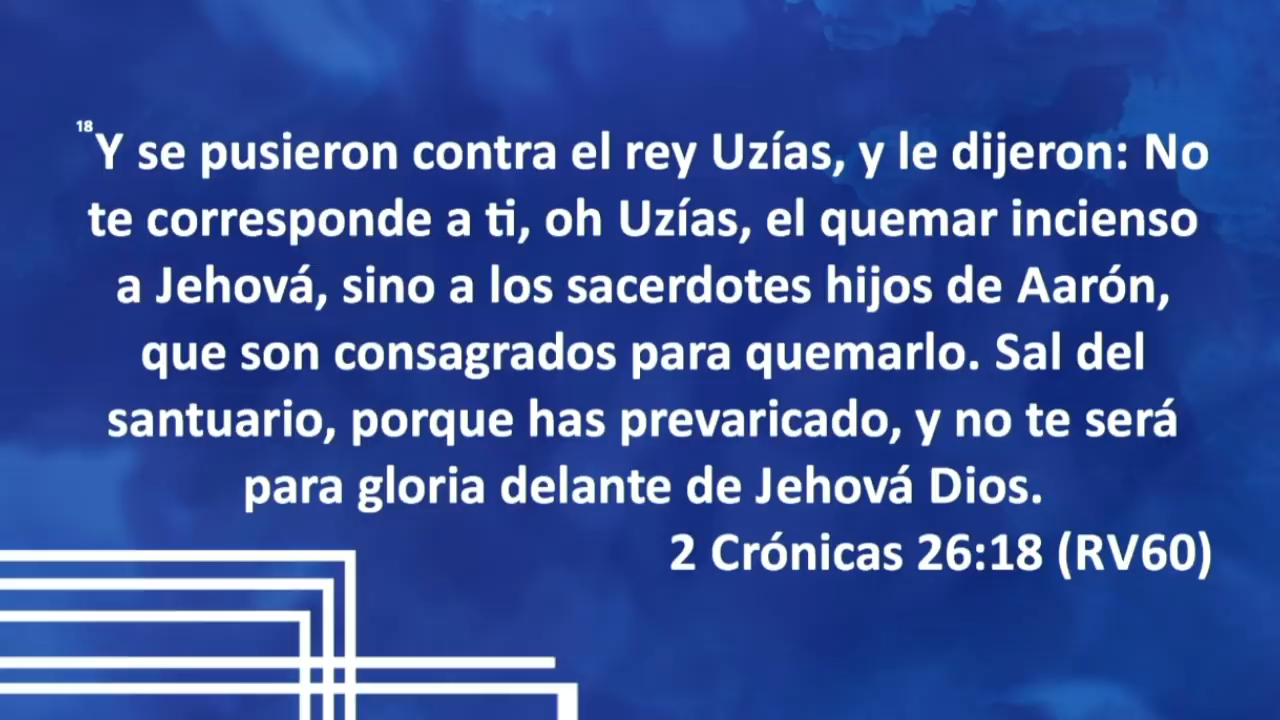 18Y se pusieron contra el rey Uzías, y le dijeron: No
te corresponde a ti, oh Uzías, el quemar incienso
a Jehová, sino a los sacerdotes hijos de Aarón,
que son consagrados para quemarlo. Sal del
santuario, porque has prevaricado, y no te será
para gloria delante de Jehová Dios.
2 Crónicas 26:18 (RV60)